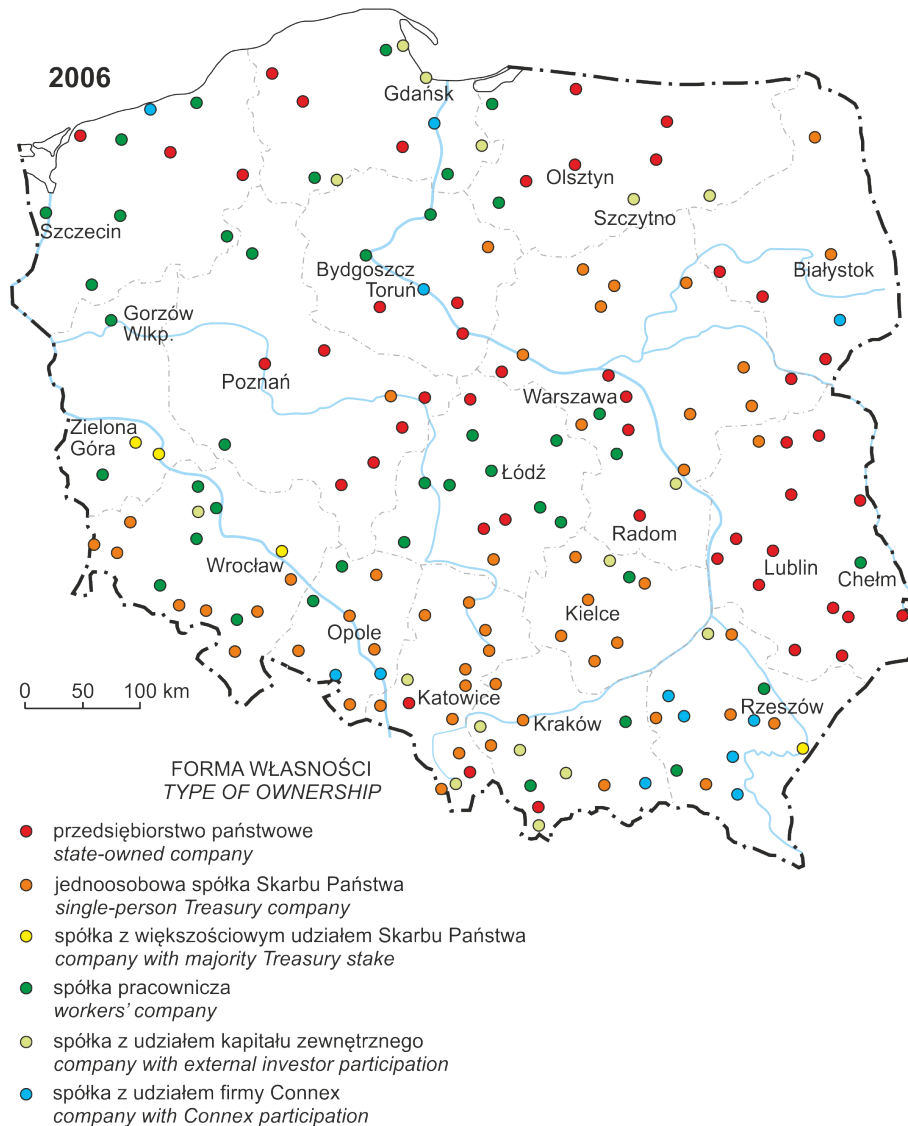 2006
Gdańsk
Olsztyn
Szczytno
Szczecin
Bydgoszcz
Toruń
Białystok
Gorzów
Wlkp.
Poznań
Warszawa
Zielona
Góra
Łódź
Radom
Wrocław
Lublin
Chełm
Kielce
Opole
0 50 100 km
Katowice
Kraków
Rzeszów
FORMA WŁASNOŚCI
TYPE OF OWNERSHIP
przedsiębiorstwo państwowe
state-owned company
jednoosobowa spółka Skarbu Państwa
single-person Treasury company
spółka z większościowym udziałem Skarbu Państwa
company with majority Treasury stake
spółka pracownicza
workers’ company
spółka z udziałem kapitału zewnętrznego
company with external investor participation
spółka z udziałem firmy Connex
company with Connex participation